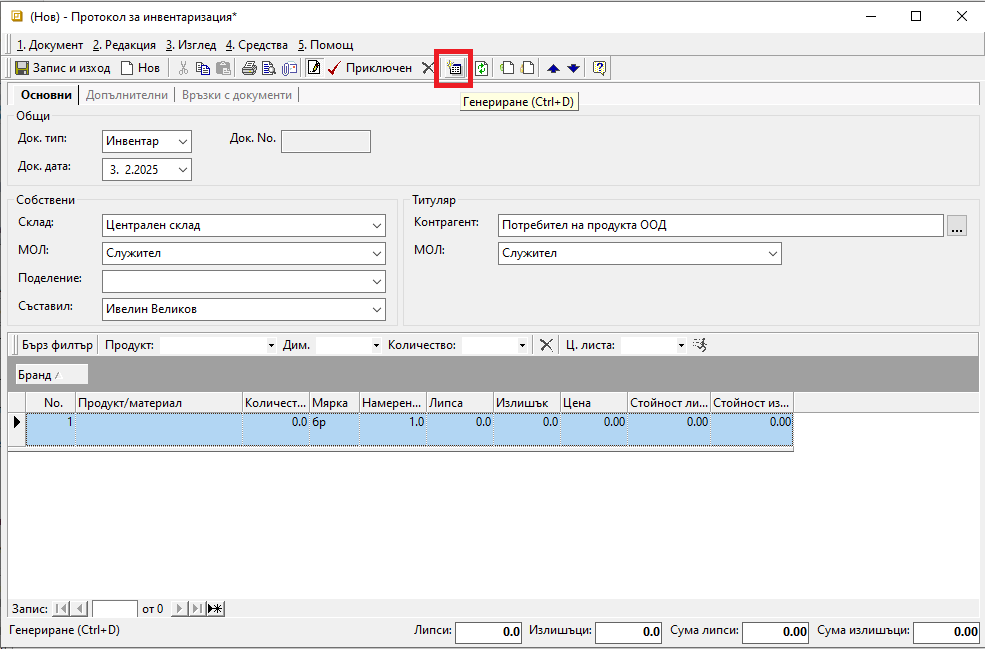 (Нов) - Протокол за инвентаризация*
1. Документ 2. Редакция 3. Изглед 4. Средства 5. Помощ
Запис и изход Нов Приключен
Генериране (Ctrl+D)
Основни Допълнителни Връзки с документи
Общи
Док. тип: Инвентар Док. No.
Док. дата: 3. 2.2025
Собствени
Склад: Централен склад
МОЛ: Служител
Поделение:
Съставил: Ивелин Великов
Титуляр
Контрагент: Потребител на продукта ООД ...
МОЛ: Служител
Бърз филтър Продукт: Дим. Количество: Ц. листа:
Бранд
No. Продукт/материал Количест... Мярка Намерен... Липса Излишък Цена Стойност ли... Стойност из...
1 0.0 бр 1.0 0.0 0.0 0.00 0.00 0.00
Запис: от 0
Генериране (Ctrl+D) Липси: 0.0 Излишъци: 0.0 Сума липси: 0.00 Сума излишъци: 0.00